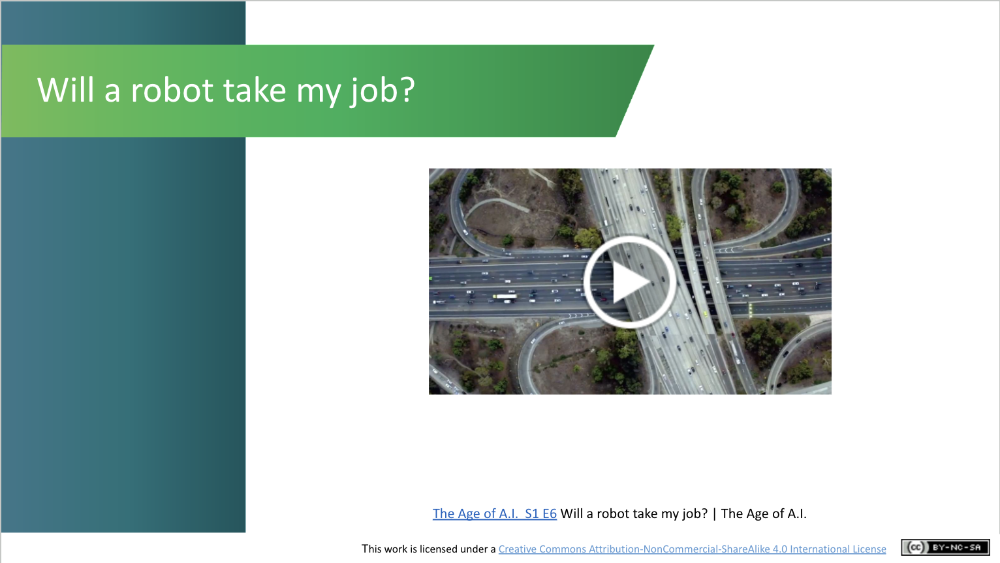 Will a robot take my job?
The Age of A.I.  S1 E6 Will a robot take my job? | The Age of A.I.
This work is licensed under a Creative Commons Attribution-NonCommercial-ShareAlike 4.0 International License
cc BY-NC-SA